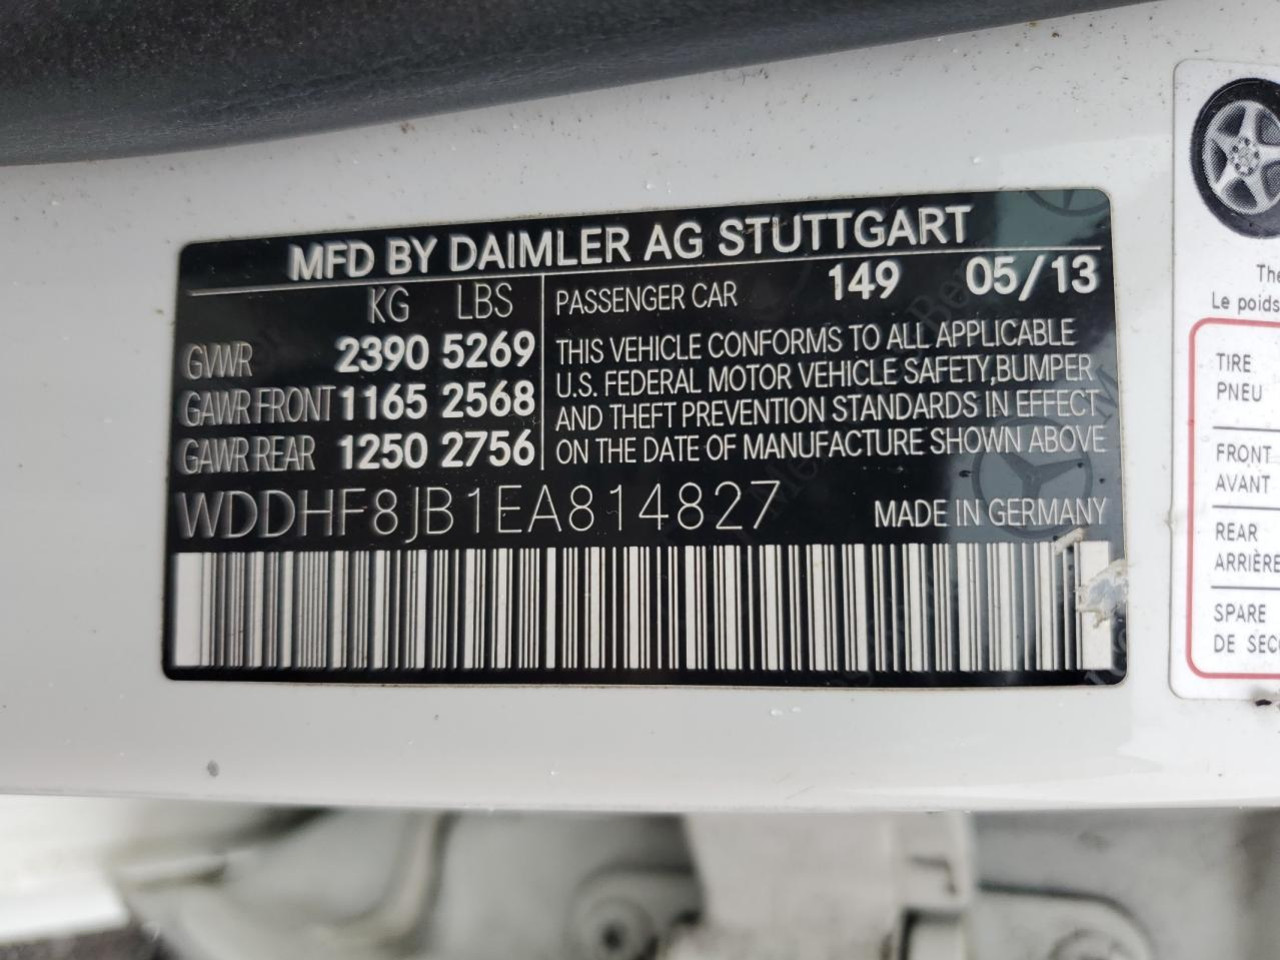 MFD BY DAIMLER AG STUTTGART
KG LBS
GVWR 2390 5269
GAWR FRONT 1165 2568
GAWR REAR 1250 2756
PASSENGER CAR 149 05/13
THIS VEHICLE CONFORMS TO ALL APPLICABLE
U.S. FEDERAL MOTOR VEHICLE SAFETY,BUMPER
AND THEFT PREVENTION STANDARDS IN EFFECT
ON THE DATE OF MANUFACTURE SHOWN ABOVE
WDDHF8JB1EA814827 MADE IN GERMANY
Le poids
TIRE
PNEU
FRONT
AVANT
REAR
ARRIÈRE
SPARE
DE